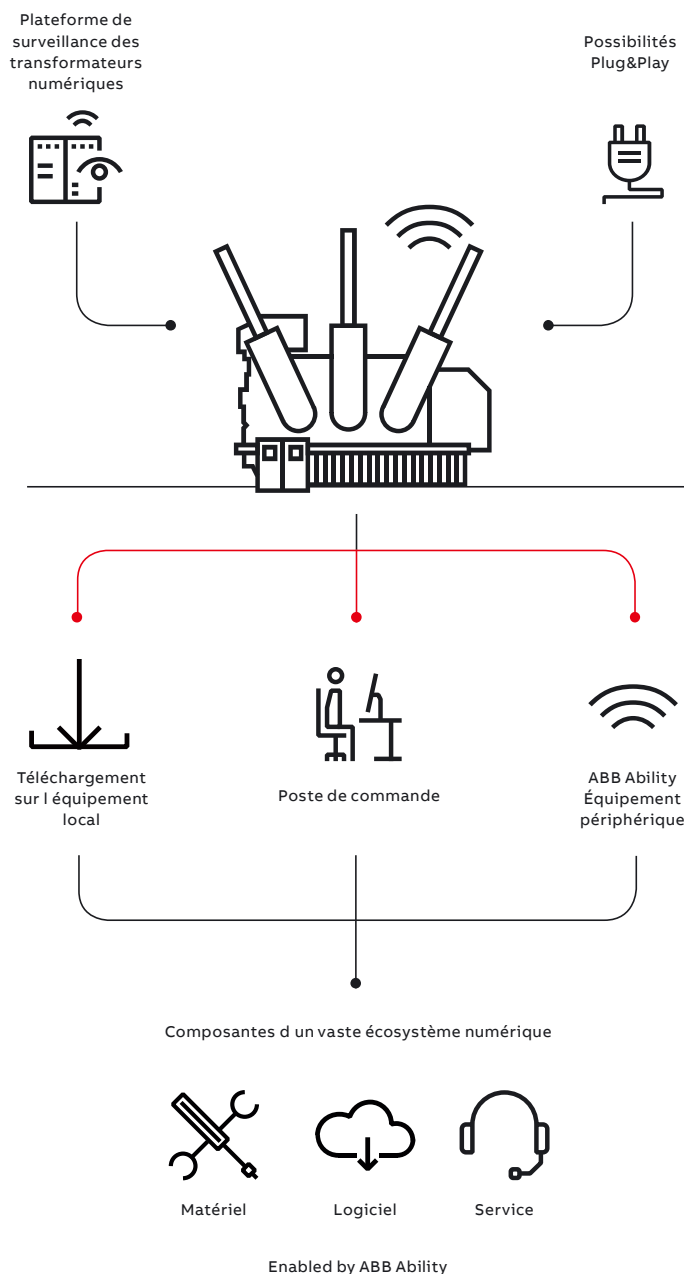 Plateforme de
surveillance des
transformateurs
numériques
Possibilités
Plug&Play
Téléchargement
sur l équipement
local
Poste de commande
ABB Ability
Équipement
périphérique
Composantes d un vaste écosystème numérique
Matériel
Logiciel
Service
Enabled by ABB Ability